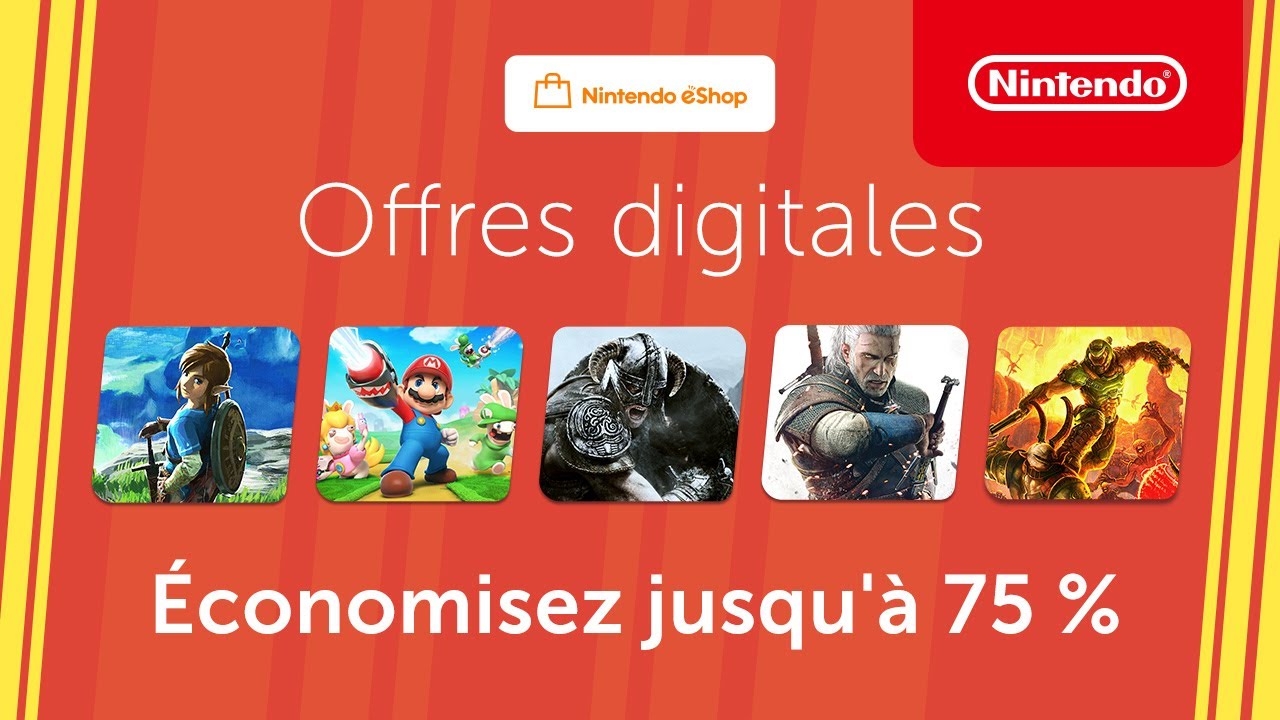 Nintendo eShop
Nintendo®
Offres digitales
M
Économisez jusqu'à 75 %